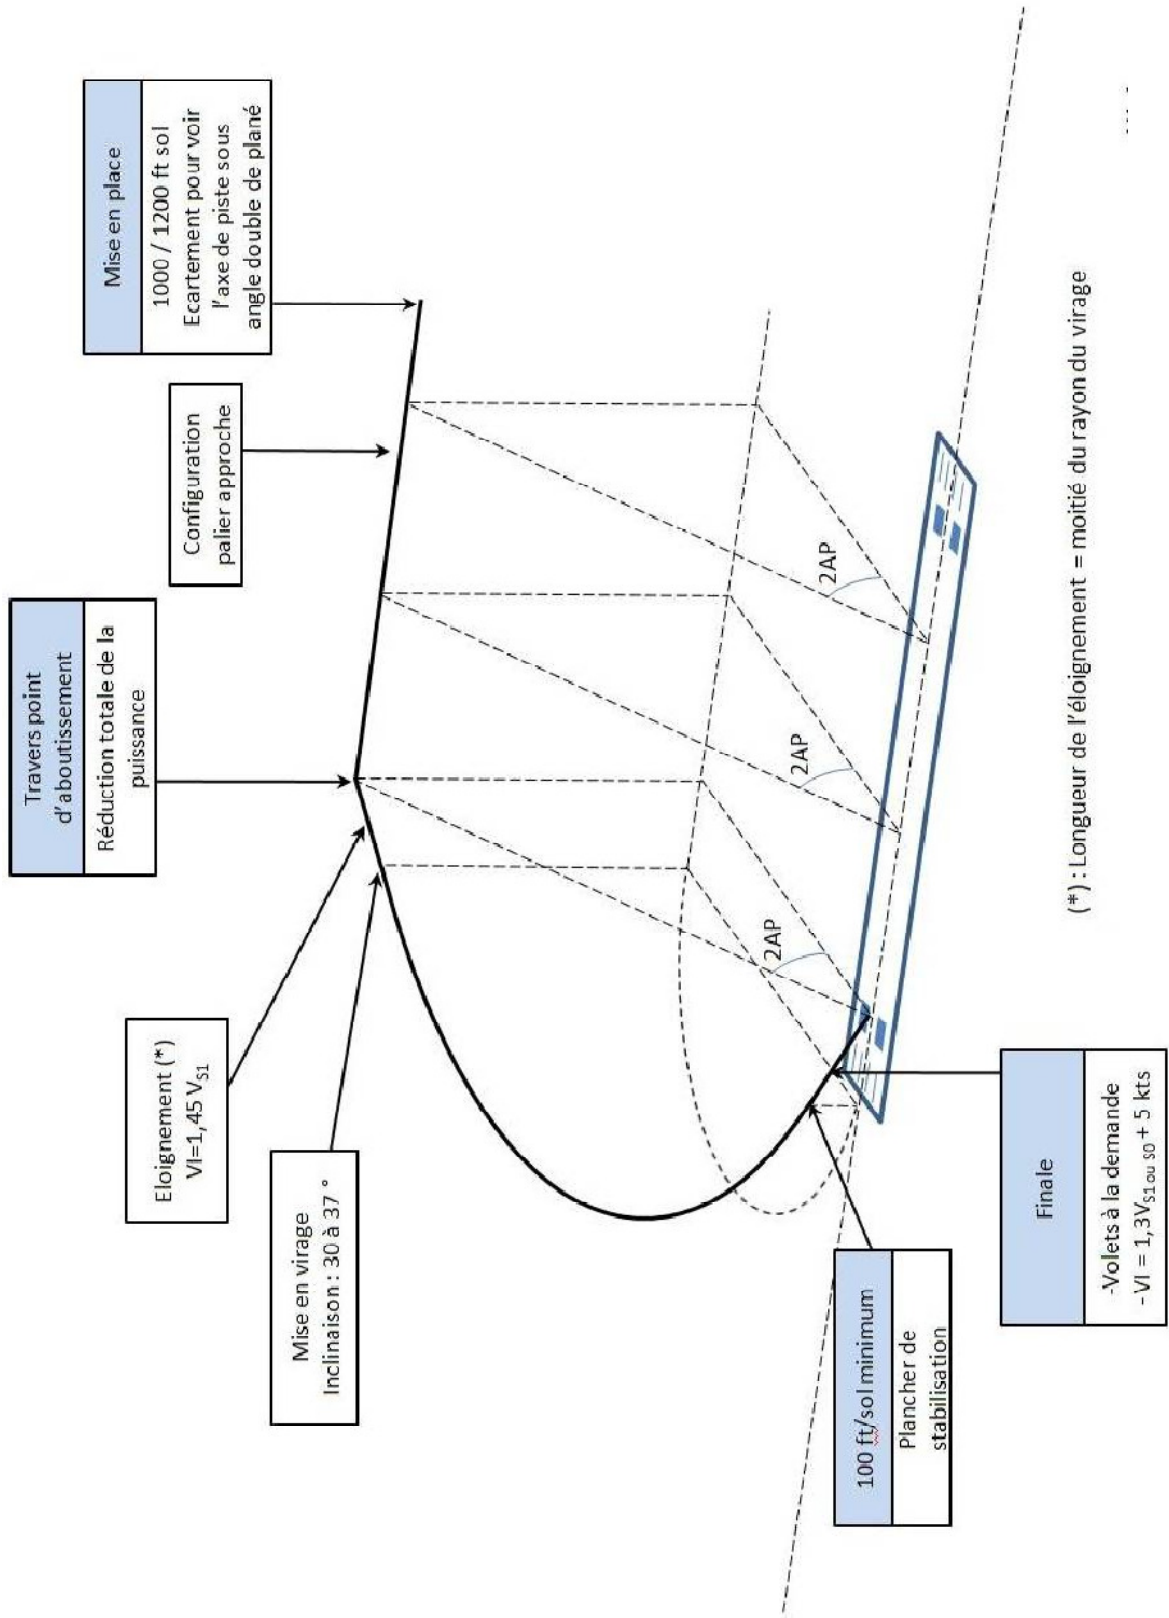 Travers point
d'aboutissement
Réduction totale de la
puissance
Mise en place
1000 / 1200 ft sol
Ecartement pour voir
l'axe de piste sous
angle double de plané
Configuration
palier approche
Eloignement (*)
VI=1,45 VS1
Mise en virage
Inclinaison : 30 à 37 °
2AP
2AP
2AP
100 ft/sol minimum
Plancher de
stabilisation
Finale
-Volets à la demande
- VI = 1,3VS1 ou S0 + 5 kts
(*) : Longueur de l'éloignement = moitié du rayon du virage